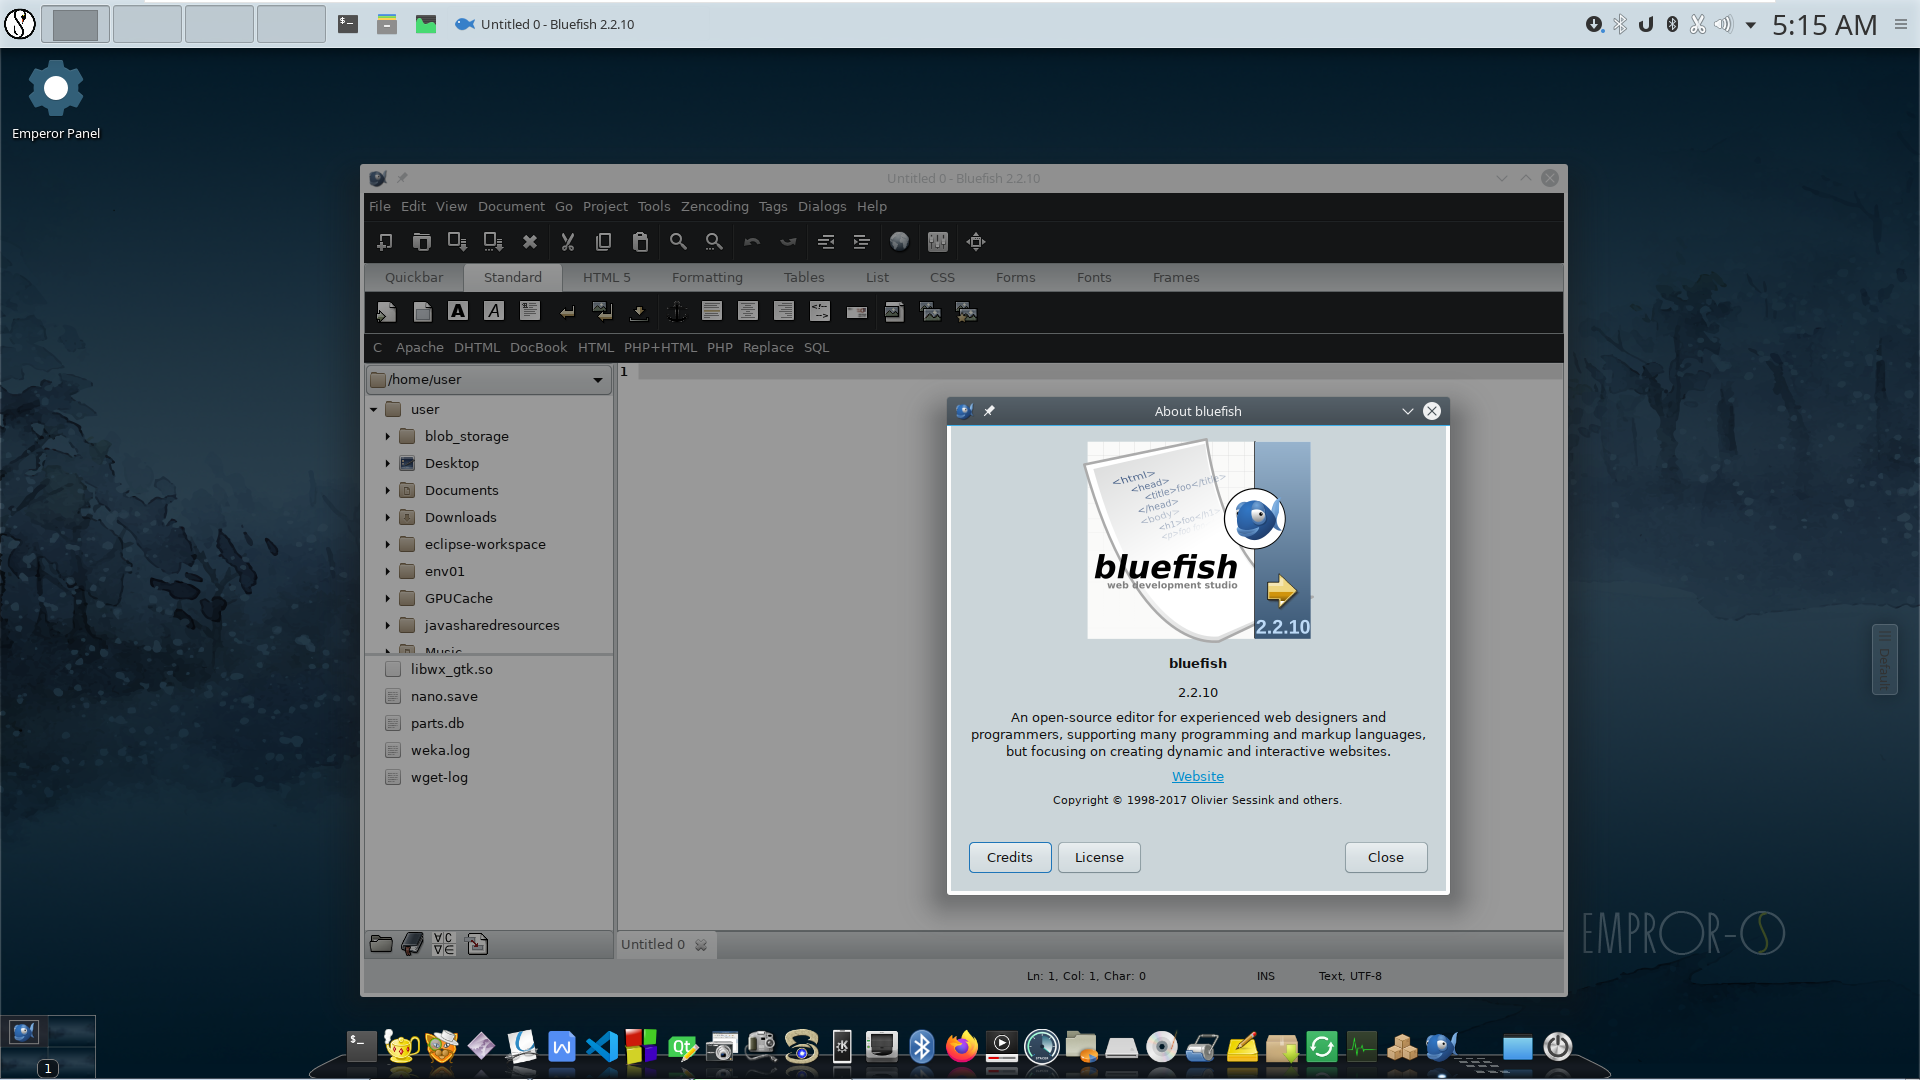 Untitled 0 - Bluefish 2.2.10
5:15 AM
Emperor Panel
Untitled 0 - Bluefish 2.2.10
File Edit View Document Go Project Tools Zencoding Tags Dialogs Help
Quickbar Standard HTML 5 Formatting Tables List CSS Forms Fonts Frames
C Apache DHTML DocBook HTML PHP+HTML PHP Replace SQL
/home/user
1
user
blob_storage
Desktop
Documents
Downloads
eclipse-workspace
env01
GPUCache
javasharedresources
Music
libwx_gtk.so
nano.save
parts.db
weka.log
wget-log
About bluefish
<html>
<head>
<title>foo</title>
</head>
<body>
<h1>foo</h1>
bluefish
web development studio
2.2.10
bluefish
2.2.10
An open-source editor for experienced web designers and
programmers, supporting many programming and markup languages,
but focusing on creating dynamic and interactive websites.
Website
Copyright © 1998-2017 Olivier Sessink and others.
Credits License Close
Default
EMPROR-OS
Untitled 0
Ln: 1, Col: 1, Char: 0 INS Text, UTF-8
1